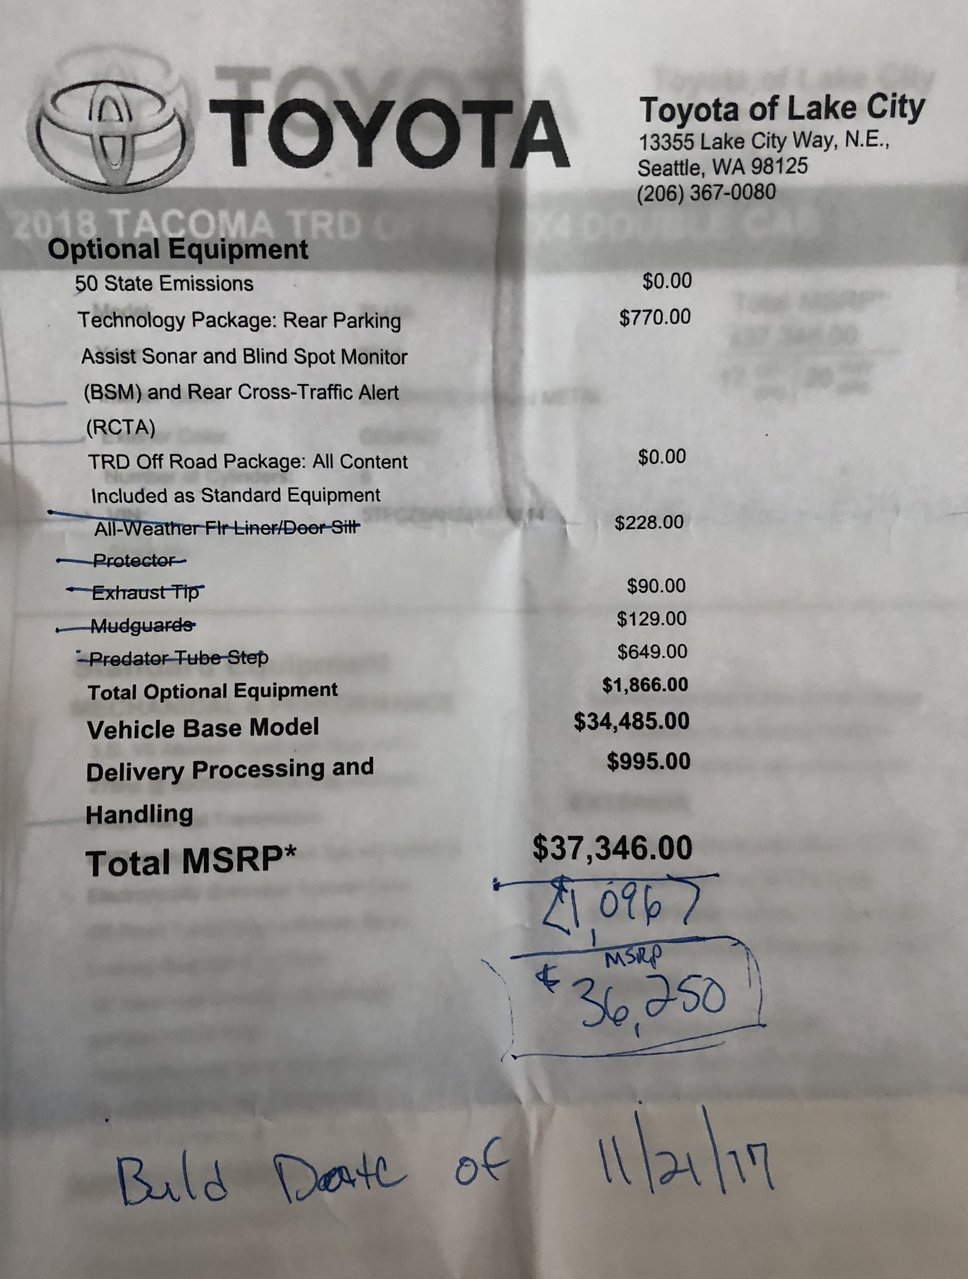 TOYOTA
Toyota of Lake City
13355 Lake City Way, N.E.,
Seattle, WA 98125
(206) 367-0080
2018 TACOMA TRD
Optional Equipment
50 State Emissions $0.00
Technology Package: Rear Parking $770.00
Assist Sonar and Blind Spot Monitor
(BSM) and Rear Cross-Traffic Alert
(RCTA)
TRD Off Road Package: All Content $0.00
Included as Standard Equipment
All-Weather Flr Liner/Door Sill $228.00
Protector
Exhaust Tip $90.00
Mudguards $129.00
Predator Tube Step $649.00
Total Optional Equipment $1,866.00
Vehicle Base Model $34,485.00
Delivery Processing and $995.00
Handling
Total MSRP* $37,346.00
<1,096>
MSRP
$36,250
Build Date of 11/21/17